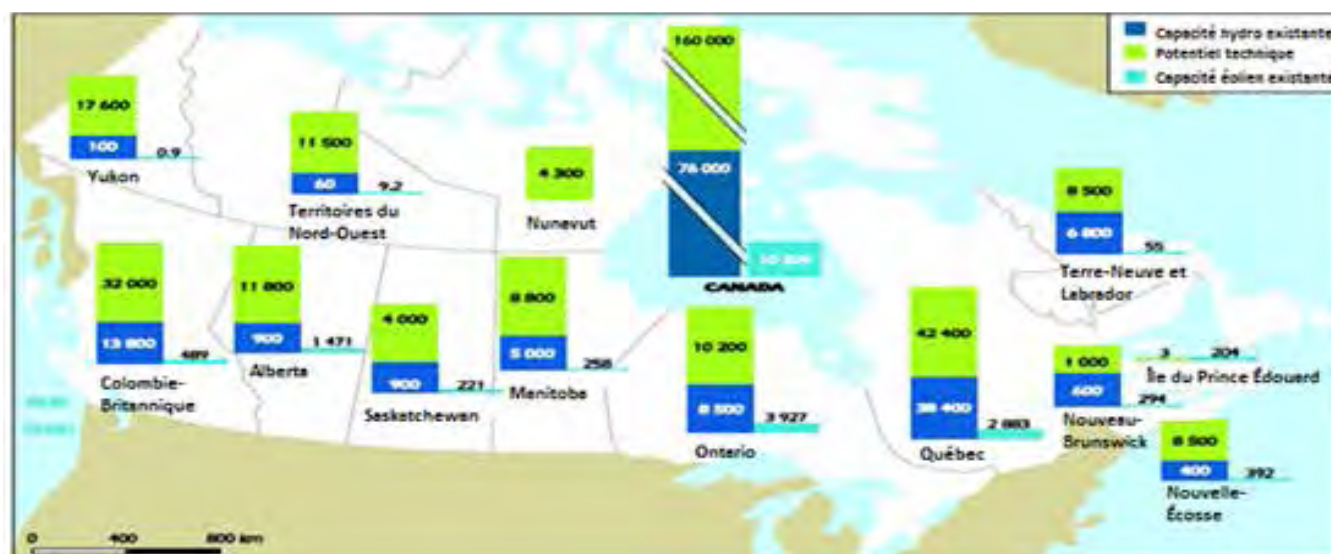 Capacité hydro existante
Potentiel technique
Capacité éolien existante
160 000
76 000
CANADA
17 600
100
0.9
Yukon
11 500
60
9.2
Territoires du
Nord-Ouest
4 300
Nunevut
8 500
6 800
55
Terre-Neuve et
Labrador
32 000
13 800
489
Colombie-
Britannique
11 800
900
1 471
Alberta
4 000
900
221
Saskatchewan
8 800
5 000
258
Manitoba
10 200
8 500
3 927
Ontario
42 400
38 400
2 883
Québec
1 000
600
294
Nouveau-
Brunswick
3
204
Île du Prince Édouard
8 500
400
392
Nouvelle-
Écosse
0
400
800 km